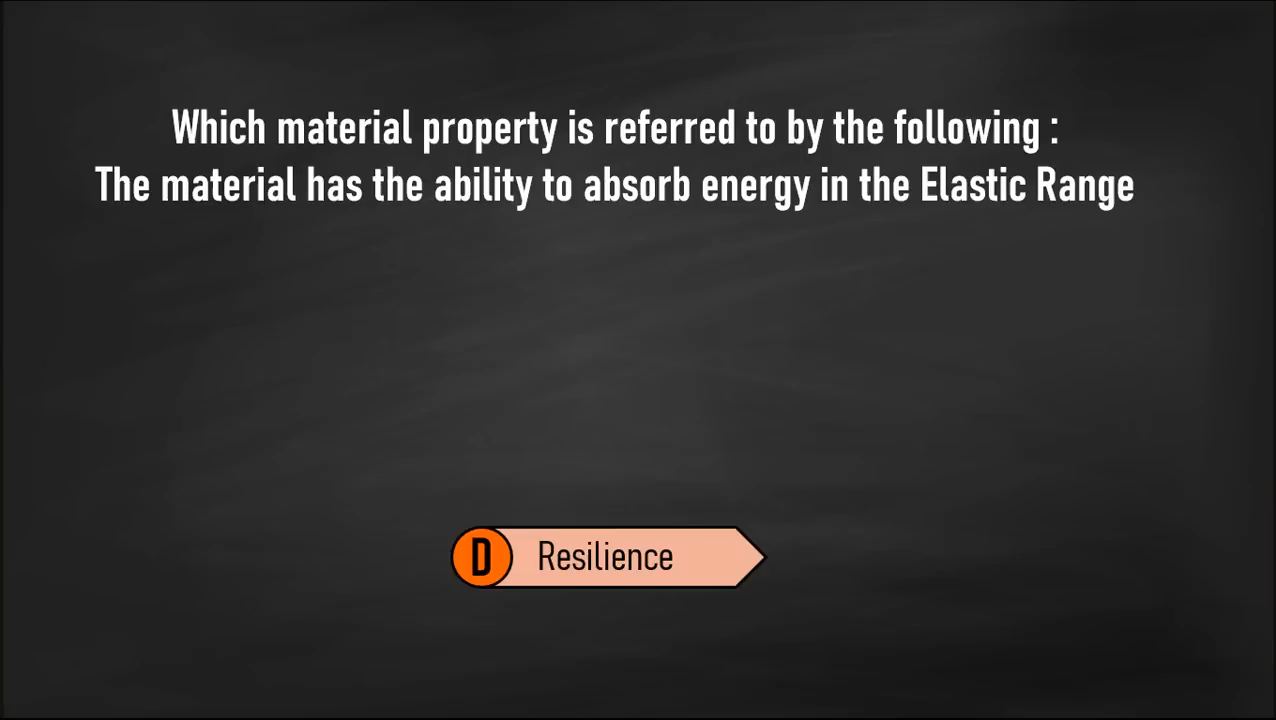 Which material property is referred to by the following :
The material has the ability to absorb energy in the Elastic Range
D Resilience